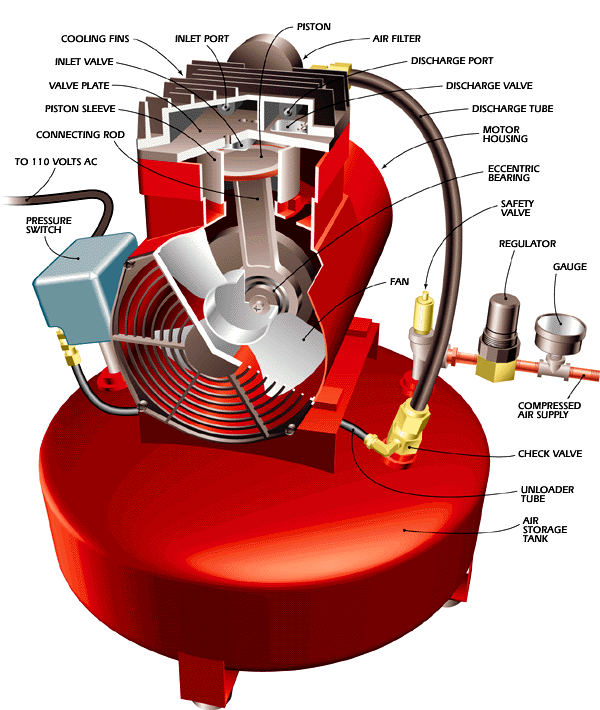 PISTON
COOLING FINS
INLET PORT
AIR FILTER
INLET VALVE
DISCHARGE PORT
VALVE PLATE
DISCHARGE VALVE
PISTON SLEEVE
DISCHARGE TUBE
CONNECTING ROD
MOTOR
HOUSING
TO 110 VOLTS AC
ECCENTRIC
BEARING
PRESSURE
SWITCH
SAFETY
VALVE
REGULATOR
GAUGE
FAN
COMPRESSED
AIR SUPPLY
CHECK VALVE
UNLOADER
TUBE
AIR
STORAGE
TANK